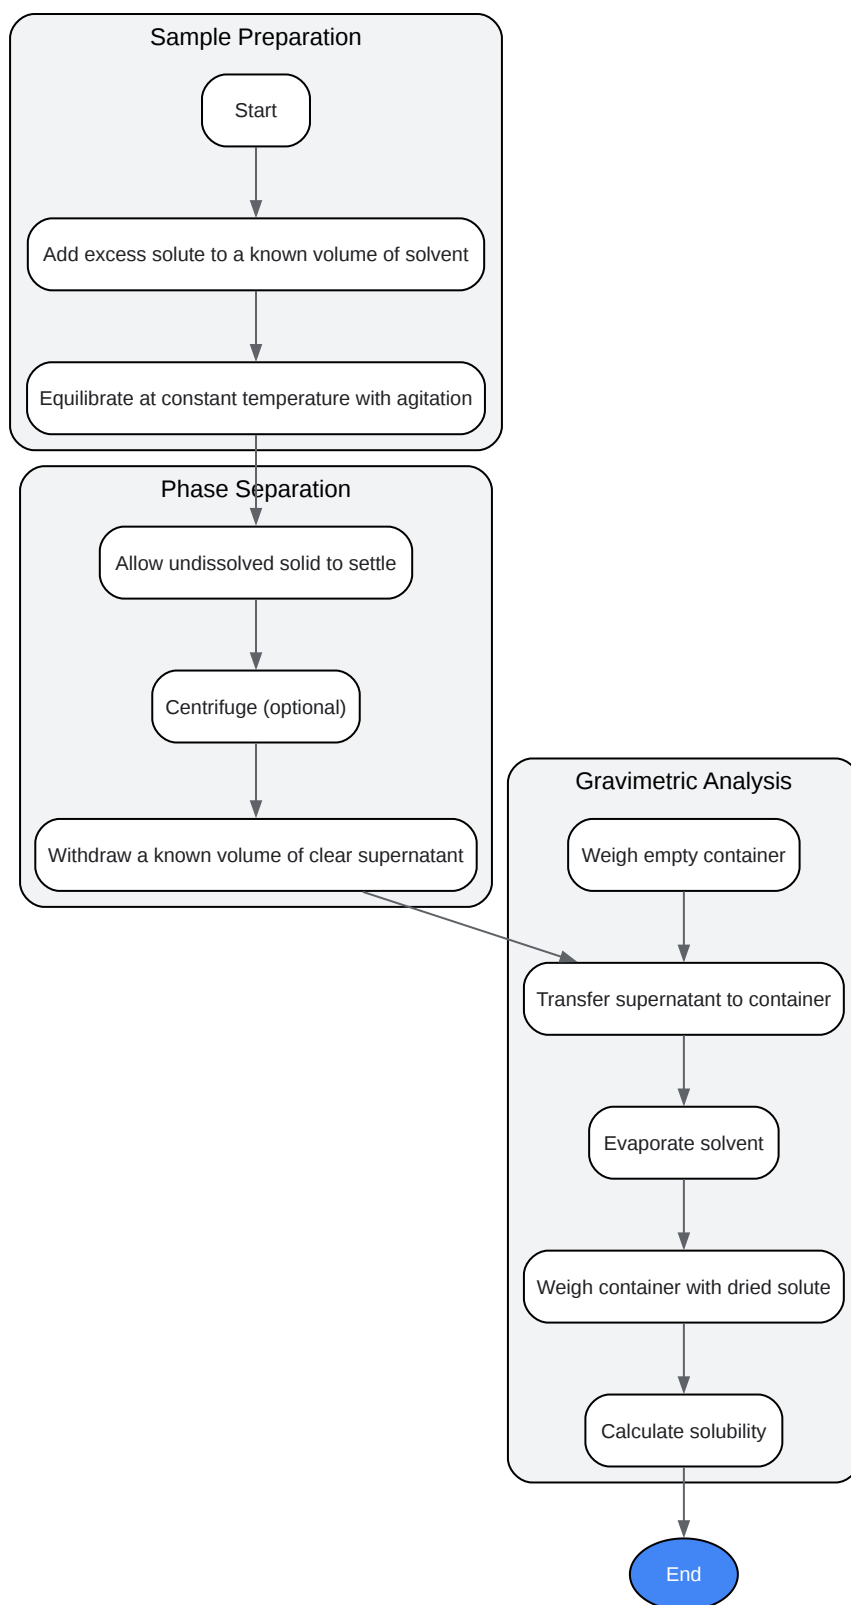 Sample Preparation
Start
Add excess solute to a known volume of solvent
Equilibrate at constant temperature with agitation
Phase Separation
Allow undissolved solid to settle
Centrifuge (optional)
Withdraw a known volume of clear supernatant
Gravimetric Analysis
Weigh empty container
Transfer supernatant to container
Evaporate solvent
Weigh container with dried solute
Calculate solubility
End